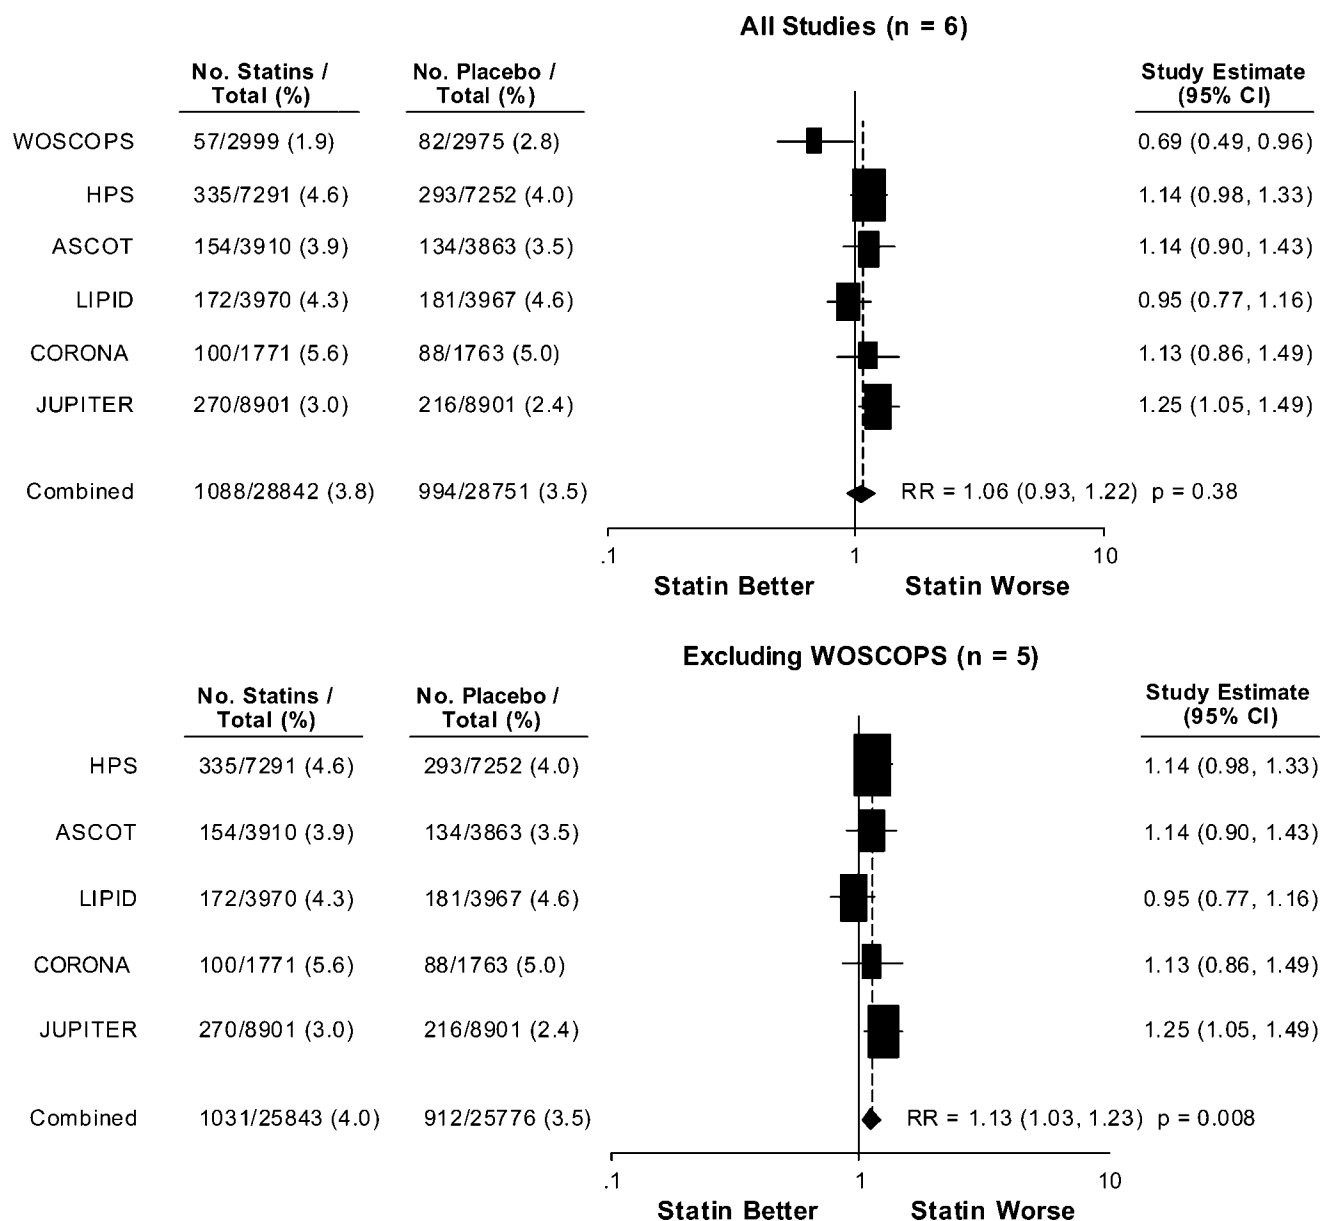 All Studies (n = 6)
No. Statins / No. Placebo / Study Estimate
Total (%) Total (%) (95% CI)
WOSCOPS 57/2999 (1.9) 82/2975 (2.8) 0.69 (0.49, 0.96)
HPS 335/7291 (4.6) 293/7252 (4.0) 1.14 (0.98, 1.33)
ASCOT 154/3910 (3.9) 134/3863 (3.5) 1.14 (0.90, 1.43)
LIPID 172/3970 (4.3) 181/3967 (4.6) 0.95 (0.77, 1.16)
CORONA 100/1771 (5.6) 88/1763 (5.0) 1.13 (0.86, 1.49)
JUPITER 270/8901 (3.0) 216/8901 (2.4) 1.25 (1.05, 1.49)
Combined 1088/28842 (3.8) 994/28751 (3.5) RR = 1.06 (0.93, 1.22) p = 0.38
.1 1 10
Statin Better Statin Worse
Excluding WOSCOPS (n = 5)
No. Statins / No. Placebo / Study Estimate
Total (%) Total (%) (95% CI)
HPS 335/7291 (4.6) 293/7252 (4.0) 1.14 (0.98, 1.33)
ASCOT 154/3910 (3.9) 134/3863 (3.5) 1.14 (0.90, 1.43)
LIPID 172/3970 (4.3) 181/3967 (4.6) 0.95 (0.77, 1.16)
CORONA 100/1771 (5.6) 88/1763 (5.0) 1.13 (0.86, 1.49)
JUPITER 270/8901 (3.0) 216/8901 (2.4) 1.25 (1.05, 1.49)
Combined 1031/25843 (4.0) 912/25776 (3.5) RR = 1.13 (1.03, 1.23) p = 0.008
.1 1 10
Statin Better Statin Worse